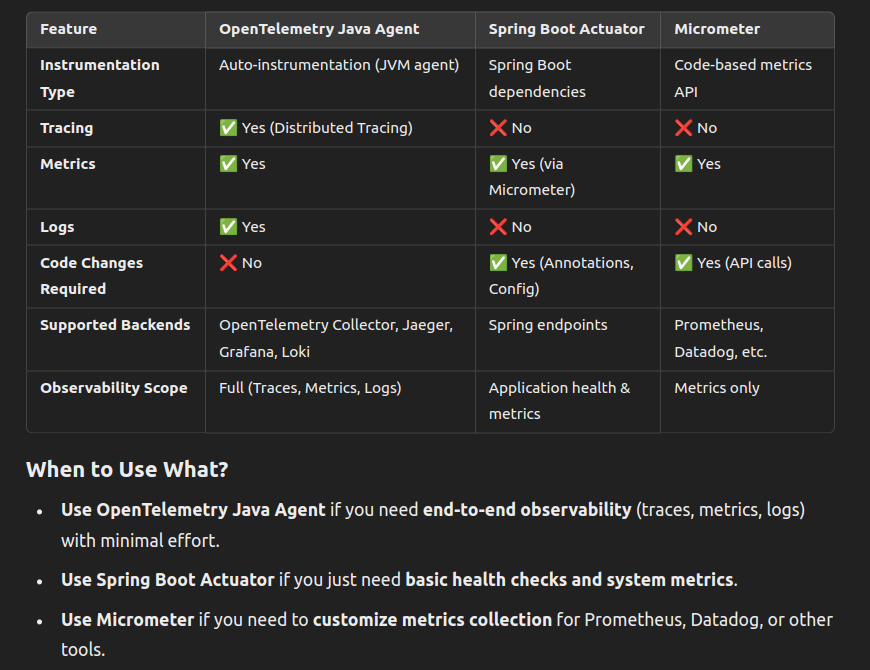 Feature OpenTelemetry Java Agent Spring Boot Actuator Micrometer
Instrumentation Auto-instrumentation (JVM agent) Spring Boot Code-based metrics
Type dependencies API
Tracing ✅ Yes (Distributed Tracing) ❌ No ❌ No
Metrics ✅ Yes ✅ Yes (via ✅ Yes
Micrometer)
Logs ✅ Yes ❌ No ❌ No
Code Changes ❌ No ✅ Yes (Annotations, ✅ Yes (API calls)
Required Config)
Supported Backends OpenTelemetry Collector, Jaeger, Spring endpoints Prometheus,
Grafana, Loki Datadog, etc.
Observability Scope Full (Traces, Metrics, Logs) Application health & Metrics only
metrics
When to Use What?
• Use OpenTelemetry Java Agent if you need end-to-end observability (traces, metrics, logs)
with minimal effort.
• Use Spring Boot Actuator if you just need basic health checks and system metrics.
• Use Micrometer if you need to customize metrics collection for Prometheus, Datadog, or other
tools.